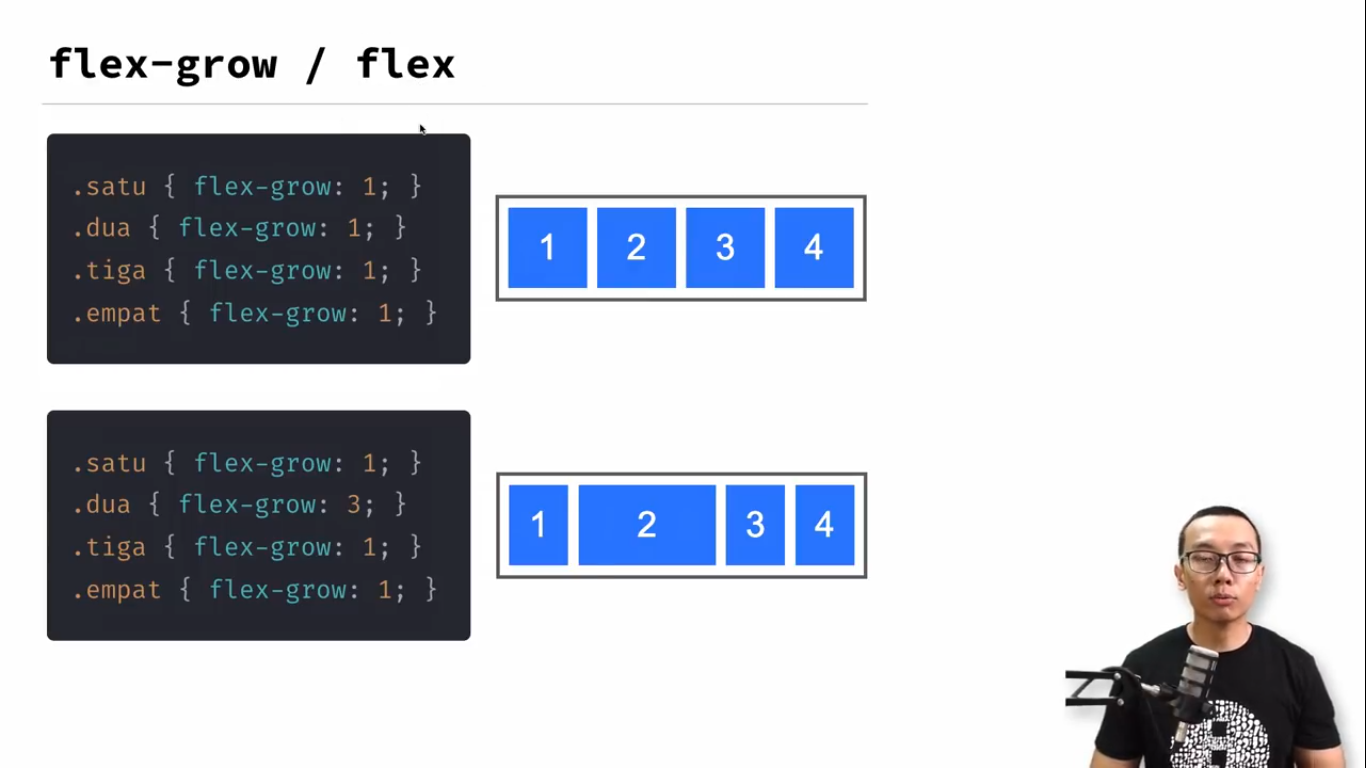 flex-grow / flex
.satu { flex-grow: 1; }
.dua { flex-grow: 1; }
.tiga { flex-grow: 1; }
.empat { flex-grow: 1; }
1 2 3 4
.satu { flex-grow: 1; }
.dua { flex-grow: 3; }
.tiga { flex-grow: 1; }
.empat { flex-grow: 1; }
1 2 3 4